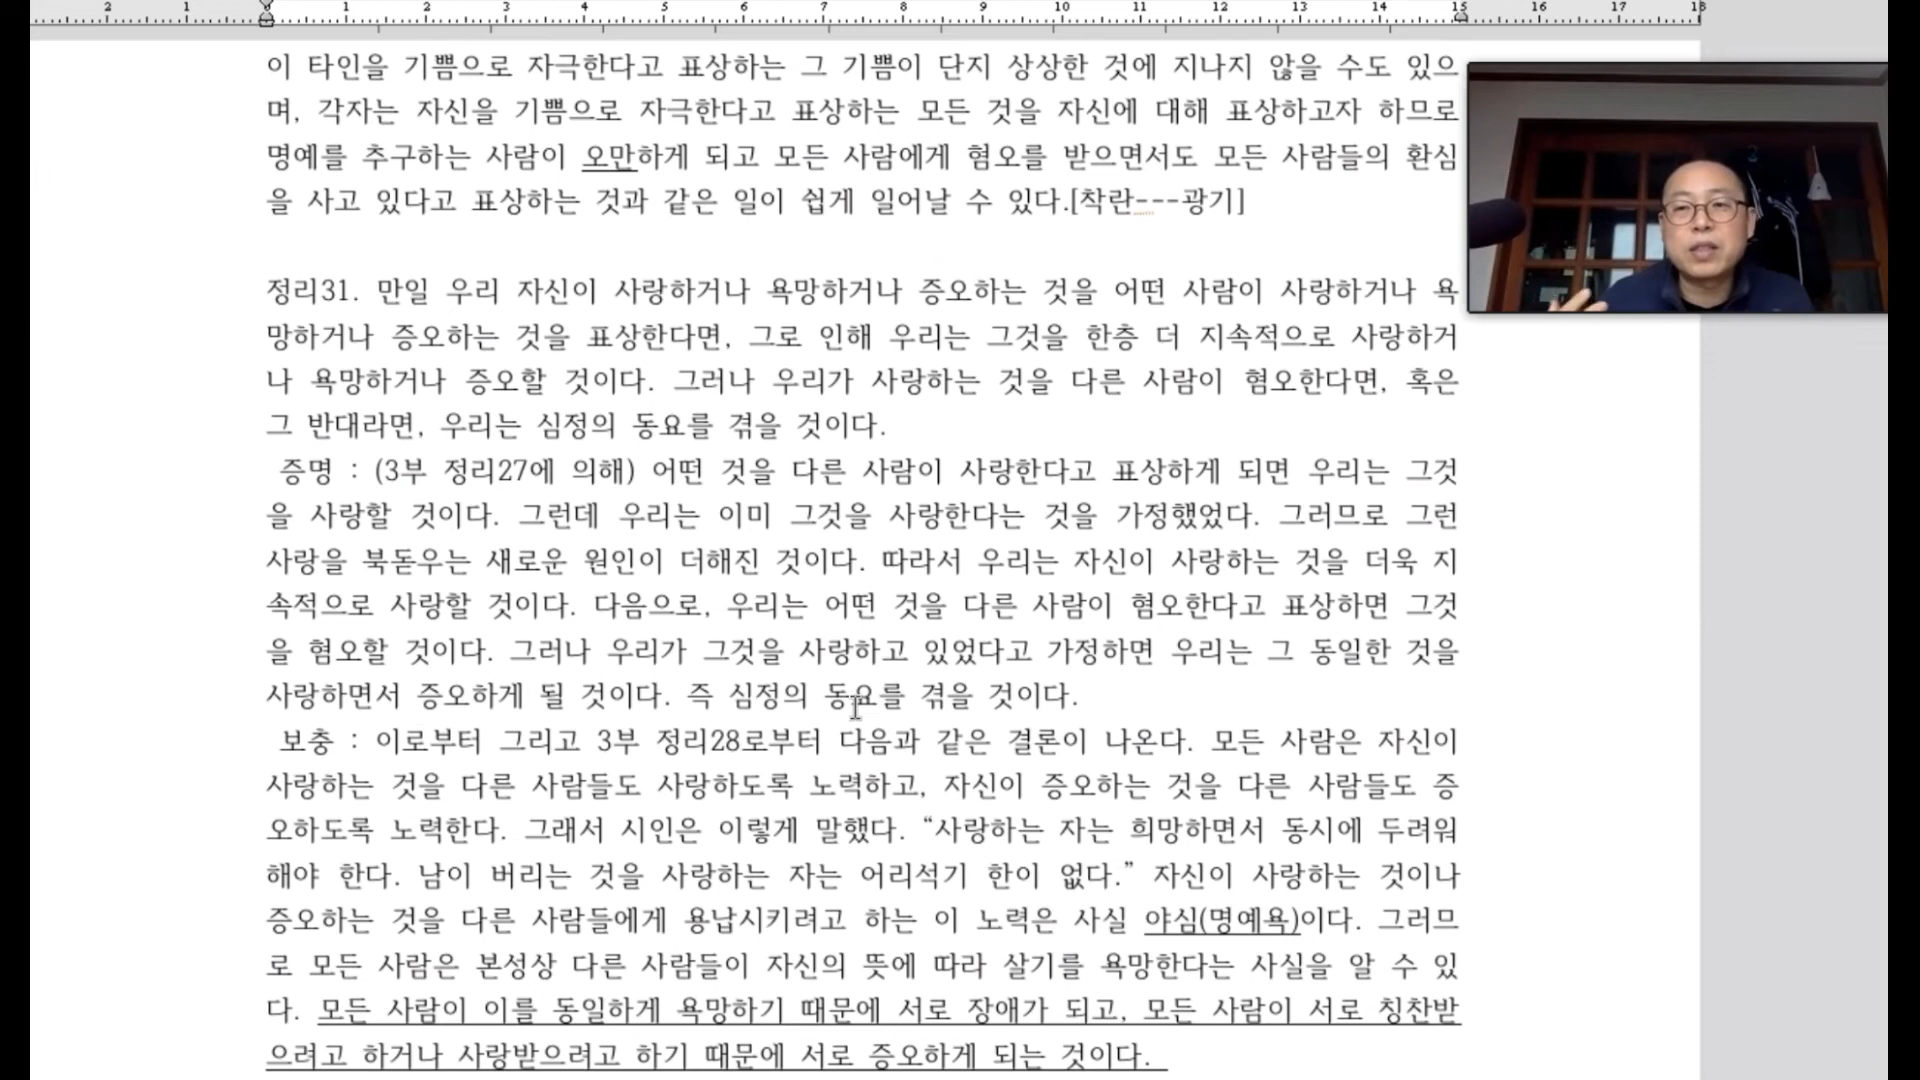 2 1 1 2 3 4 5 6 7 8 9 10 11 12 13 14 15 16 17 18
이 타인을 기쁨으로 자극한다고 표상하는 그 기쁨이 단지 상상한 것에 지나지 않을 수도 있으
며, 각자는 자신을 기쁨으로 자극한다고 표상하는 모든 것을 자신에 대해 표상하고자 하므로
명예를 추구하는 사람이 오만하게 되고 모든 사람에게 혐오를 받으면서도 모든 사람들의 환심
을 사고 있다고 표상하는 것과 같은 일이 쉽게 일어날 수 있다.[착란---광기]
정리31. 만일 우리 자신이 사랑하거나 욕망하거나 증오하는 것을 어떤 사람이 사랑하거나 욕
망하거나 증오하는 것을 표상한다면, 그로 인해 우리는 그것을 한층 더 지속적으로 사랑하거
나 욕망하거나 증오할 것이다. 그러나 우리가 사랑하는 것을 다른 사람이 혐오한다면, 혹은
그 반대라면, 우리는 심정의 동요를 겪을 것이다.
증명 : (3부 정리27에 의해) 어떤 것을 다른 사람이 사랑한다고 표상하게 되면 우리는 그것
을 사랑할 것이다. 그런데 우리는 이미 그것을 사랑한다는 것을 가정했었다. 그러므로 그런
사랑을 북돋우는 새로운 원인이 더해진 것이다. 따라서 우리는 자신이 사랑하는 것을 더욱 지
속적으로 사랑할 것이다. 다음으로, 우리는 어떤 것을 다른 사람이 혐오한다고 표상하면 그것
을 혐오할 것이다. 그러나 우리가 그것을 사랑하고 있었다고 가정하면 우리는 그 동일한 것을
사랑하면서 증오하게 될 것이다. 즉 심정의 동요를 겪을 것이다.
보충 : 이로부터 그리고 3부 정리28로부터 다음과 같은 결론이 나온다. 모든 사람은 자신이
사랑하는 것을 다른 사람들도 사랑하도록 노력하고, 자신이 증오하는 것을 다른 사람들도 증
오하도록 노력한다. 그래서 시인은 이렇게 말했다. “사랑하는 자는 희망하면서 동시에 두려워
해야 한다. 남이 버리는 것을 사랑하는 자는 어리석기 한이 없다.” 자신이 사랑하는 것이나
증오하는 것을 다른 사람들에게 용납시키려고 하는 이 노력은 사실 야심(명예욕)이다. 그러므
로 모든 사람은 본성상 다른 사람들이 자신의 뜻에 따라 살기를 욕망한다는 사실을 알 수 있
다. 모든 사람이 이를 동일하게 욕망하기 때문에 서로 장애가 되고, 모든 사람이 서로 칭찬받
으려고 하거나 사랑받으려고 하기 때문에 서로 증오하게 되는 것이다.